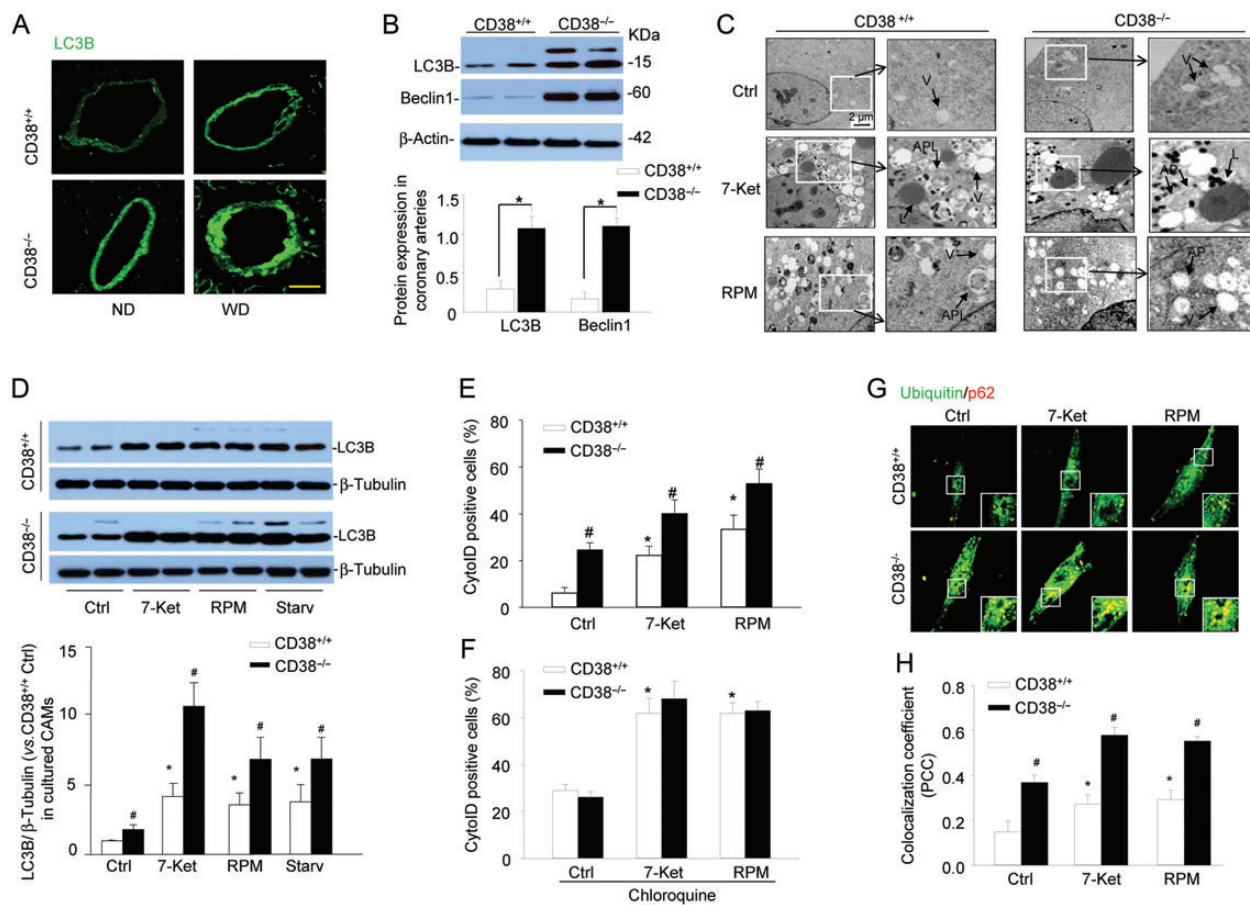 A
LC3B
CD38+/+
CD38–/–
ND
WD
B
CD38+/+
CD38–/–
KDa
LC3B-
-15
Beclin1-
-60
β-Actin-
-42
CD38+/+
CD38–/–
Protein expression in
coronary arteries
1.5
1.0
0.5
0.0
*
*
LC3B
Beclin1
C
CD38 +/+
CD38–/–
Ctrl
2 µm
V
V
7-Ket
APL
L
V
AP
L
RPM
V
APL
AP
V
D
CD38+/+
-LC3B
-β-Tubulin
CD38–/–
-LC3B
-β-Tubulin
Ctrl
7-Ket
RPM
Starv
LC3B/ β-Tubulin (vs.CD38+/+ Ctrl)
in cultured CAMs
15
10
5
0
CD38+/+
CD38–/–
#
*
#
*
#
*
#
Ctrl
7-Ket
RPM
Starv
E
CytoID positive cells (%)
80
60
40
20
0
CD38+/+
CD38–/–
#
*
#
*
#
Ctrl
7-Ket
RPM
F
CytoID positive cells (%)
80
60
40
20
0
CD38+/+
CD38–/–
*
*
Ctrl
7-Ket
RPM
Chloroquine
G
Ubiquitin/p62
Ctrl
7-Ket
RPM
CD38+/+
CD38–/–
H
Colocalization coefficient
(PCC)
0.8
0.6
0.4
0.2
0.0
CD38+/+
CD38–/–
#
*
#
*
#
Ctrl
7-Ket
RPM